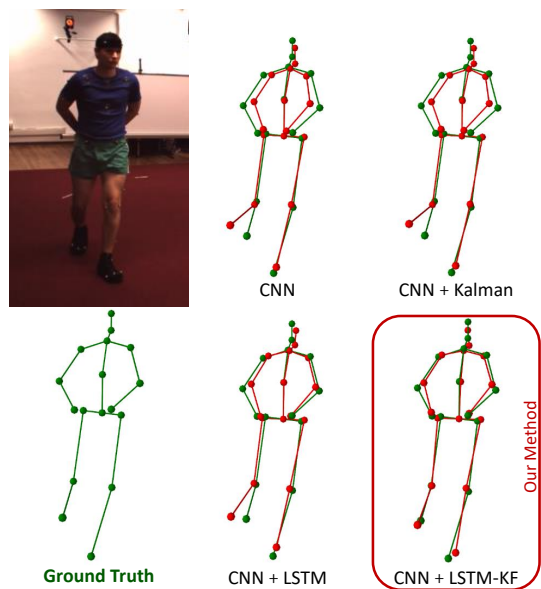 CNN
CNN + Kalman
Ground Truth
CNN + LSTM
CNN + LSTM-KF
Our Method